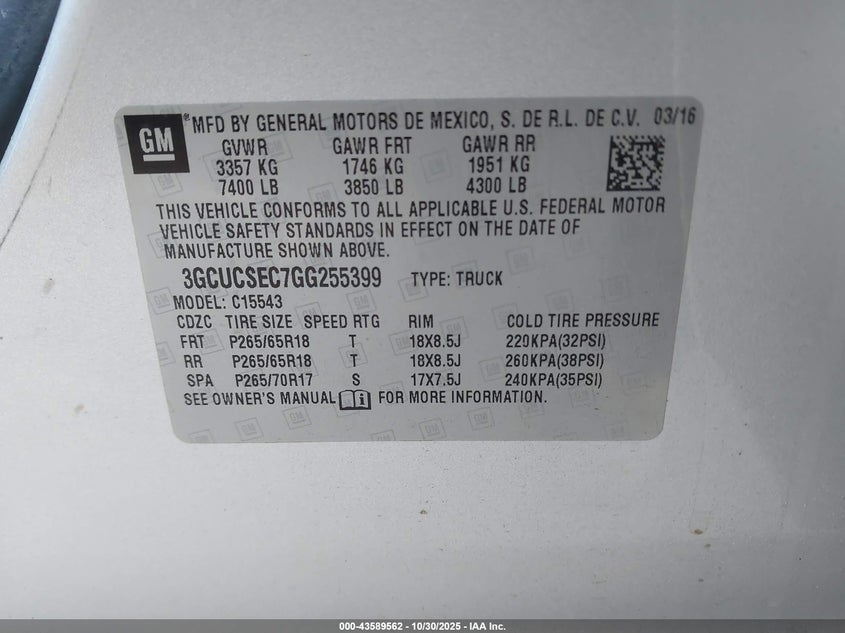 GM ® MFD BY GENERAL MOTORS DE MEXICO, S. DE R.L. DE C.V. 03/16
GVWR GAWR FRT GAWR RR
3357 KG 1746 KG 1951 KG
7400 LB 3850 LB 4300 LB
THIS VEHICLE CONFORMS TO ALL APPLICABLE U.S. FEDERAL MOTOR
VEHICLE SAFETY STANDARDS IN EFFECT ON THE DATE OF
MANUFACTURE SHOWN ABOVE.
3GCUCSEC7GG255399 TYPE: TRUCK
MODEL: C15543
CDZC TIRE SIZE SPEED RTG RIM COLD TIRE PRESSURE
FRT P265/65R18 T 18X8.5J 220KPA(32PSI)
RR P265/65R18 T 18X8.5J 260KPA(38PSI)
SPA P265/70R17 S 17X7.5J 240KPA(35PSI)
SEE OWNER'S MANUAL i FOR MORE INFORMATION.
000-43589562 - 10/30/2025 - IAA Inc.